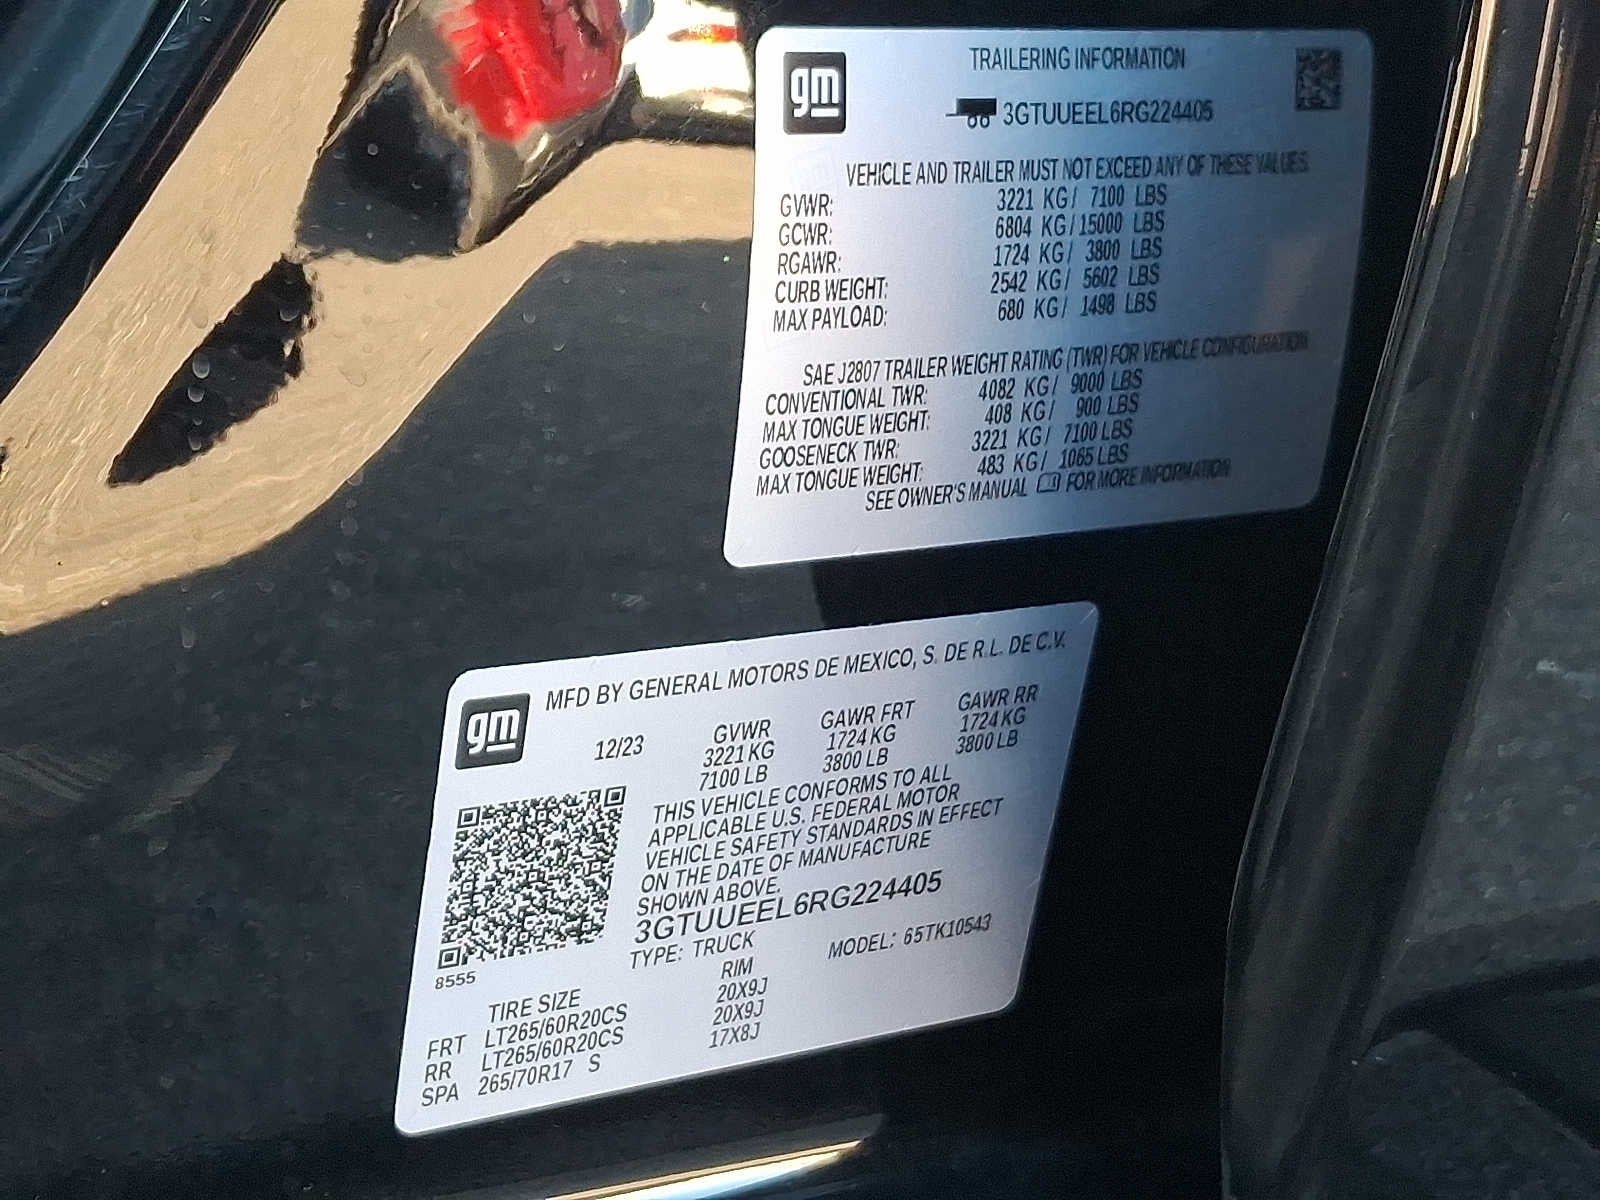 gm
TRAILERING INFORMATION
3GTUUEEL6RG224405
VEHICLE AND TRAILER MUST NOT EXCEED ANY OF THESE VALUES.
GVWR: 3221 KG/ 7100 LBS
GCWR: 6804 KG/15000 LBS
RGAWR: 1724 KG/ 3800 LBS
CURB WEIGHT: 2542 KG/ 5602 LBS
MAX PAYLOAD: 680 KG/ 1498 LBS
SAE J2807 TRAILER WEIGHT RATING (TWR) FOR VEHICLE CONFIGURATION
CONVENTIONAL TWR: 4082 KG/ 9000 LBS
MAX TONGUE WEIGHT: 408 KG/ 900 LBS
GOOSENECK TWR: 3221 KG/ 7100 LBS
MAX TONGUE WEIGHT: 483 KG/ 1065 LBS
SEE OWNER'S MANUAL FOR MORE INFORMATION
gm
MFD BY GENERAL MOTORS DE MEXICO, S. DE R.L. DE C.V.
12/23 GVWR GAWR FRT GAWR RR
3221 KG 1724 KG 1724 KG
7100 LB 3800 LB 3800 LB
THIS VEHICLE CONFORMS TO ALL
APPLICABLE U.S. FEDERAL MOTOR
VEHICLE SAFETY STANDARDS IN EFFECT
ON THE DATE OF MANUFACTURE
SHOWN ABOVE.
3GTUUEEL6RG224405
TYPE: TRUCK MODEL: 65TK10543
8555
TIRE SIZE RIM
FRT LT265/60R20CS 20X9J
RR LT265/60R20CS 20X9J
SPA 265/70R17 S 17X8J